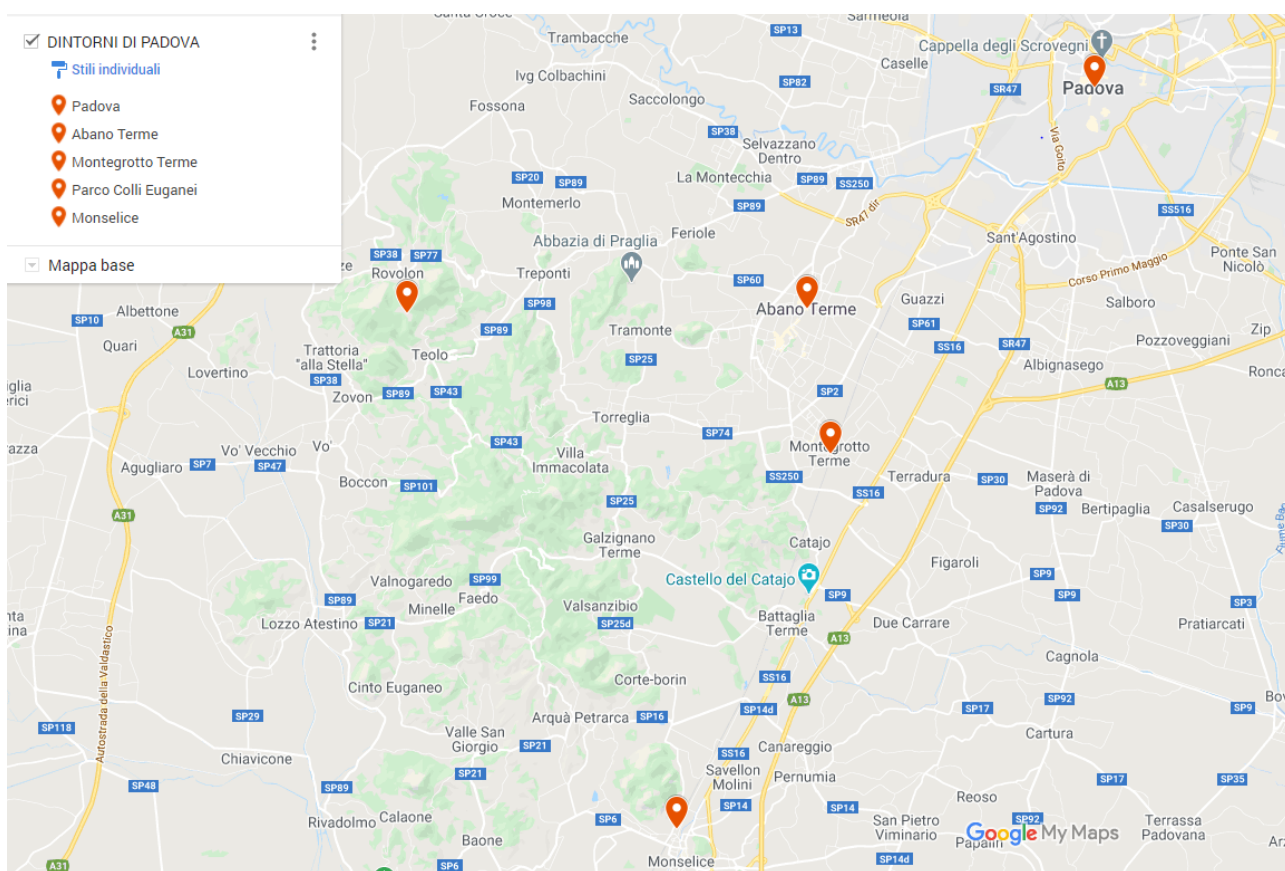 DINTORNI DI PADOVA
Stili individuali
Padova
Abano Terme
Montegrotto Terme
Parco Colli Euganei
Monselice
Mappa base
Trambacche
SP13
Sarmeola
Cappella degli Scrovegni
Caselle
Ivg Colbachini
SP82
SR47
Padova
Fossona
Saccolongo
SP38
Via Goito
Selvazzano
Dentro
La Montecchia
SP89
SS250
SP20
SP89
Montemerlo
SP89
SR47 dir
SS516
Abbazia di Praglia
Feriole
Sant'Agostino
SP38
SP77
Rovolon
Treponti
SP60
Corso Primo Maggio
Ponte San
Nicolò
Albettone
SP10
A31
SP98
Abano Terme
Guazzi
Salboro
Quari
SP89
Tramonte
SP61
Zip
Trattoria
"alla Stella"
Teolo
SP25
SS16
SR47
Pozzoveggiani
Lovertino
SP38
Albignasego
Zovon
SP89
SP43
SP2
A13
Torreglia
SP74
Montegrotto
Terme
Vo' Vecchio
Vo'
SP43
Villa
Immacolata
Agugliaro
SP7
SP47
Boccon
SP101
SS250
Terradura
SP30
Maserà di
Padova
SS16
SP25
SP92
Bertipaglia
Casalserugo
A31
SP30
Galzignano
Terme
Catajo
Figaroli
Valnogaredo
SP99
Castello del Catajo
SP9
SP89
Minelle
Faedo
Valsanzibio
SP9
SP9
SP3
Lozzo Atestino
SP21
SP25d
Battaglia
Terme
Due Carrare
Pratiarcati
A13
Autostrada della Valdastico
Cagnola
Cinto Euganeo
Corte-borin
SS16
A13
SP92
SP9
SP29
Arquà Petrarca
SP16
SP14d
SP17
SP118
Valle San
Giorgio
SP21
Cartura
Chiavicone
SS16
Canareggio
SP21
Savellon
Molini
Pernumia
SP17
SP35
SP48
SP89
Reoso
Rivadolmo
Calaone
SP6
SP14
SP14
San Pietro
Viminario
SP92
Google My Maps
Terrassa
Padovana
Baone
Monselice
SP14d
A31
SP6